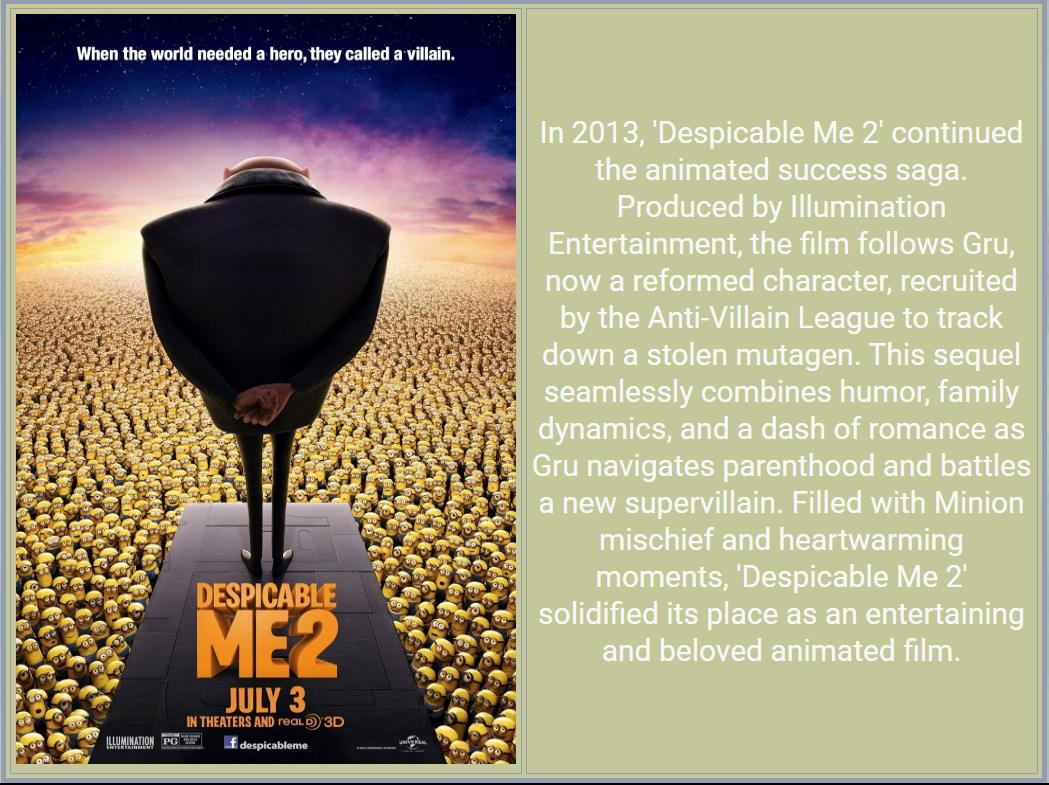 When the world needed a hero, they called a villain.
DESPICABLE
ME2
JULY 3
IN THEATERS AND REAL D 3D
ILLUMINATION
ENTERTAINMENT
PG
f despicableme
UNIVERSAL
In 2013, 'Despicable Me 2' continued
the animated success saga.
Produced by Illumination
Entertainment, the film follows Gru,
now a reformed character, recruited
by the Anti-Villain League to track
down a stolen mutagen. This sequel
seamlessly combines humor, family
dynamics, and a dash of romance as
Gru navigates parenthood and battles
a new supervillain. Filled with Minion
mischief and heartwarming
moments, 'Despicable Me 2'
solidified its place as an entertaining
and beloved animated film.